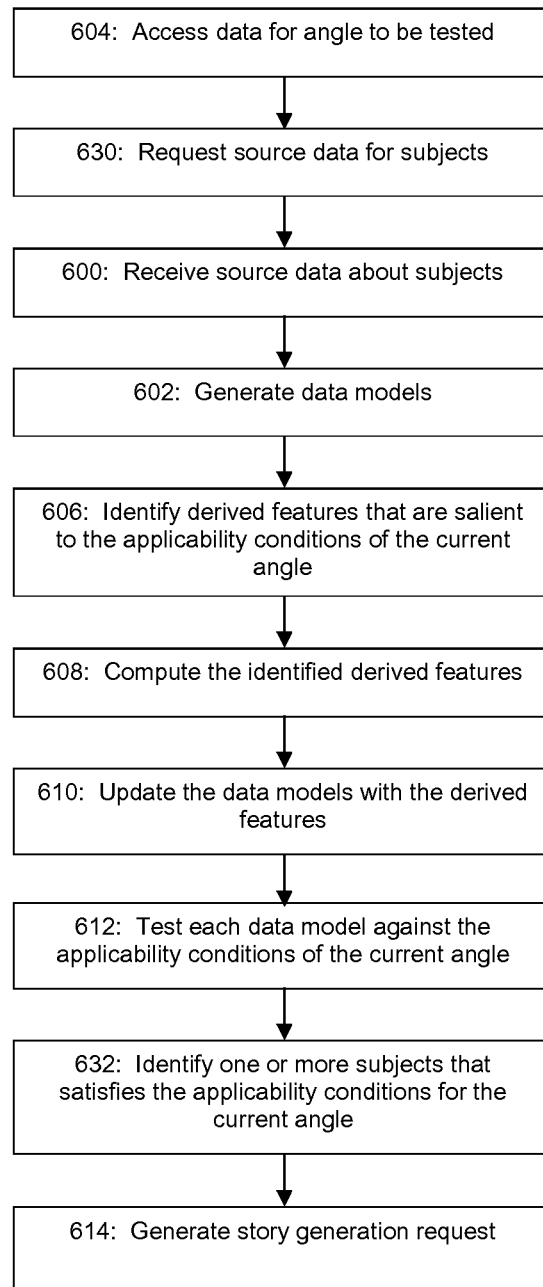 604: Access data for angle to be tested
630: Request source data for subjects
600: Receive source data about subjects
602: Generate data models
606: Identify derived features that are salient
to the applicability conditions of the current
angle
608: Compute the identified derived features
610: Update the data models with the derived
features
612: Test each data model against the
applicability conditions of the current angle
632: Identify one or more subjects that
satisfies the applicability conditions for the
current angle
614: Generate story generation request